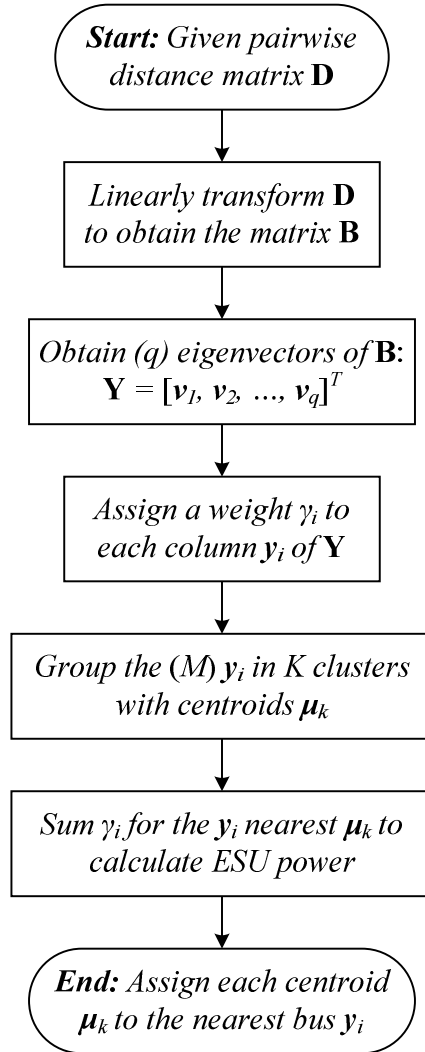 Start: Given pairwise
distance matrix D
Linearly transform D
to obtain the matrix B
Obtain (q) eigenvectors of B:
Y = [v₁, v₂, ..., v_q]ᵀ
Assign a weight γᵢ to
each column yᵢ of Y
Group the (M) yᵢ in K clusters
with centroids μₖ
Sum γᵢ for the yᵢ nearest μₖ to
calculate ESU power
End: Assign each centroid
μₖ to the nearest bus yᵢ